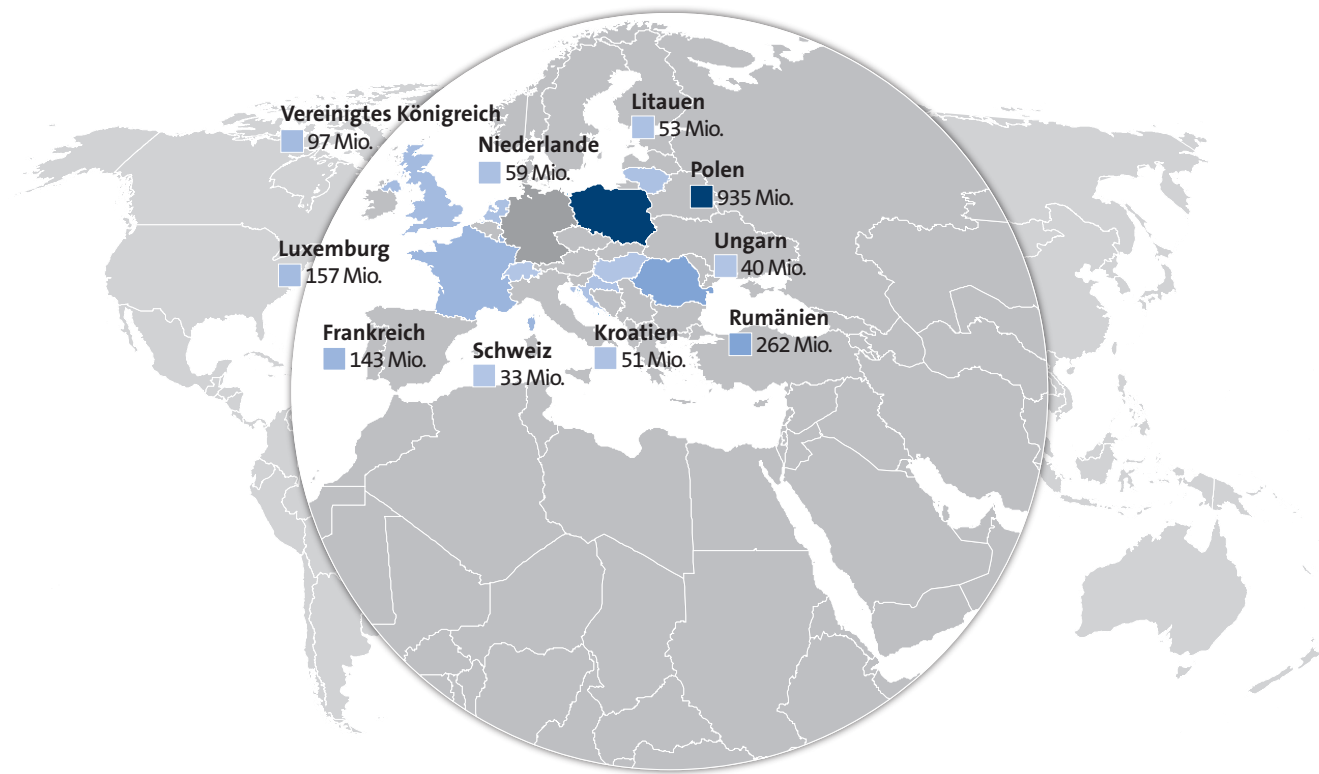 Vereinigtes Königreich
97 Mio.
Niederlande
59 Mio.
Litauen
53 Mio.
Polen
935 Mio.
Luxemburg
157 Mio.
Ungarn
40 Mio.
Frankreich
143 Mio.
Schweiz
33 Mio.
Kroatien
51 Mio.
Rumänien
262 Mio.